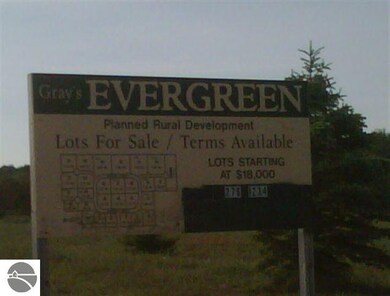 Gray's EVERGREEN
Planned Rural Development
Lots For Sale / Terms Available
LOTS STARTING
AT $18,000